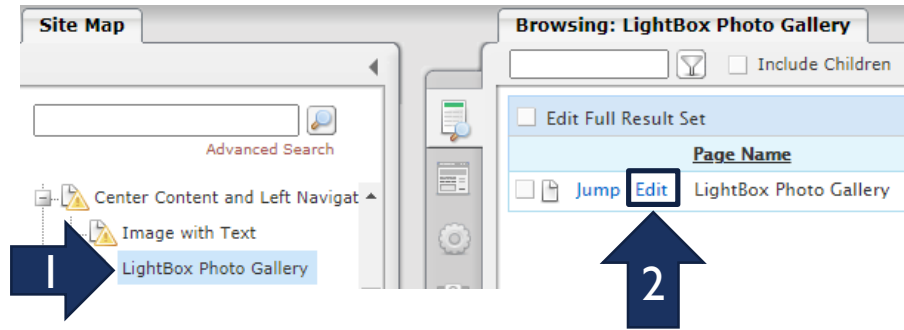 Site Map
Advanced Search
Center Content and Left Navigat
Image with Text
LightBox Photo Gallery
1
Browsing: LightBox Photo Gallery
Include Children
Edit Full Result Set
Page Name
Jump Edit LightBox Photo Gallery
2